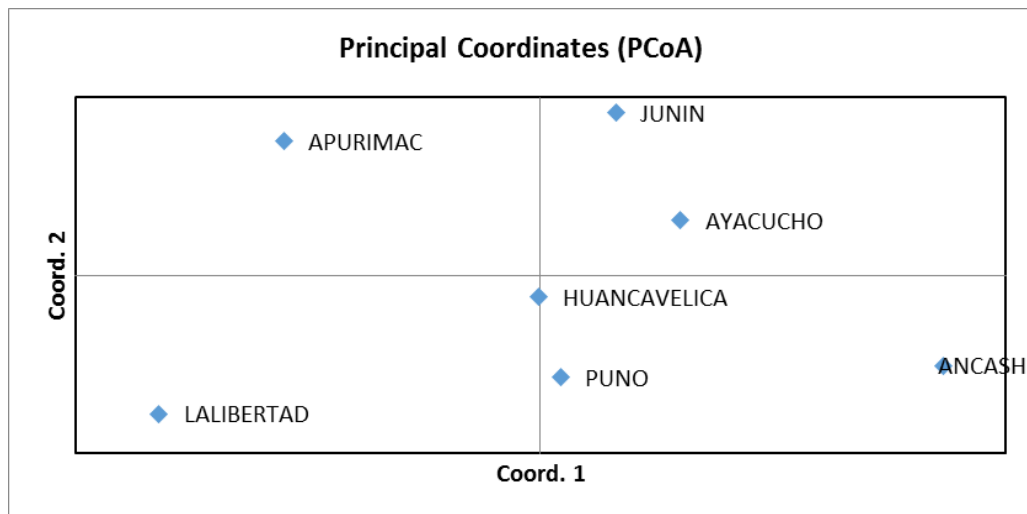 Principal Coordinates (PCoA)
JUNIN
APURIMAC
AYACUCHO
Coord. 2
HUANCAVELICA
ANCASH
PUNO
LALIBERTAD
Coord. 1